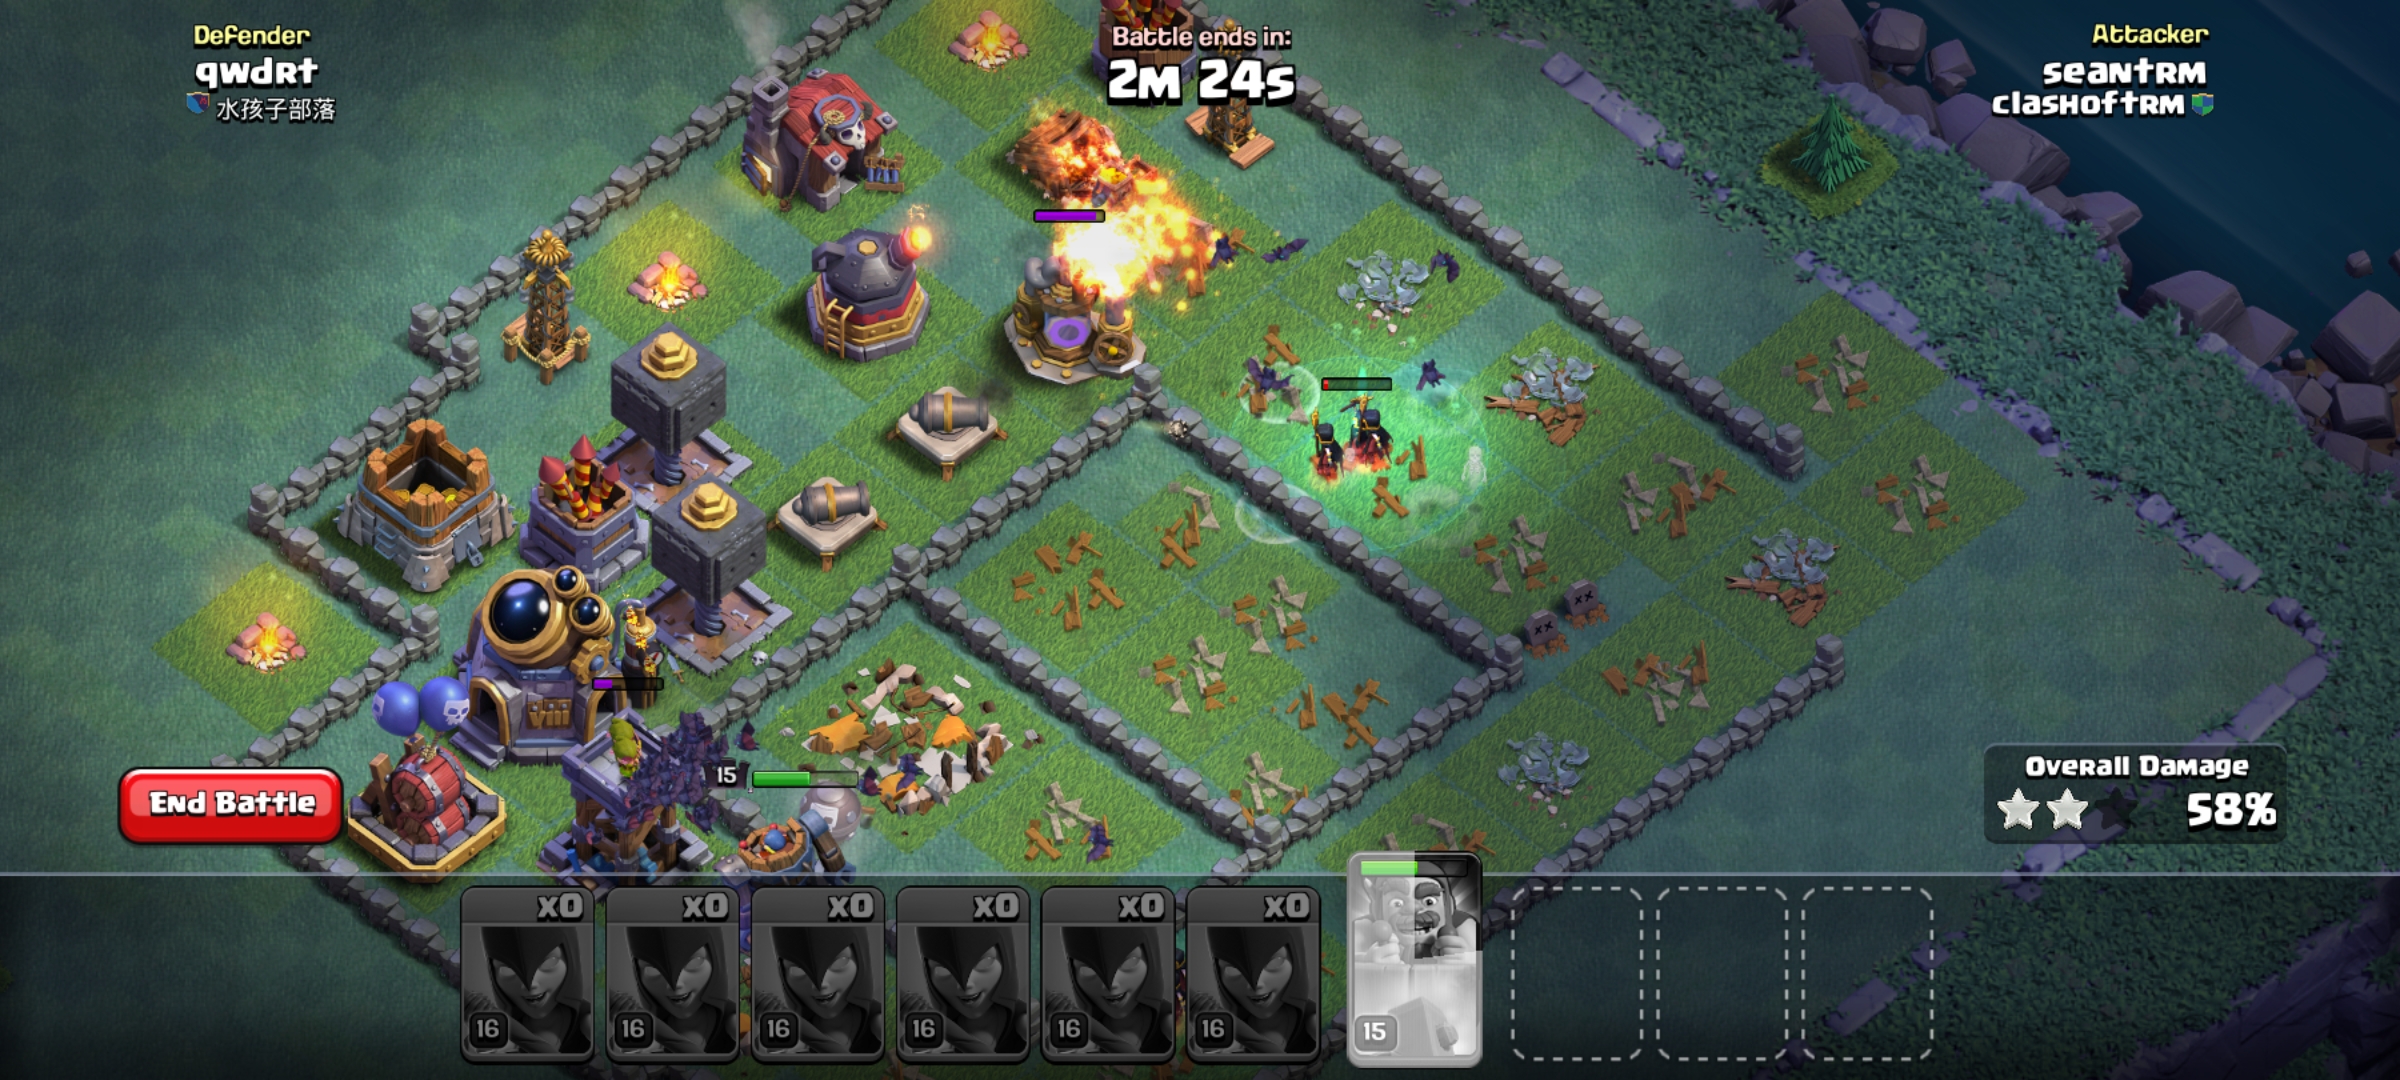 Defender
qwdRt
水孩子部落
Battle ends in:
2M 24s
Attacker
seantRM
clashoftRM
VIII
15
End Battle
Overall Damage
58%
x0 x0 x0 x0 x0 x0
16 16 16 16 16 16 15